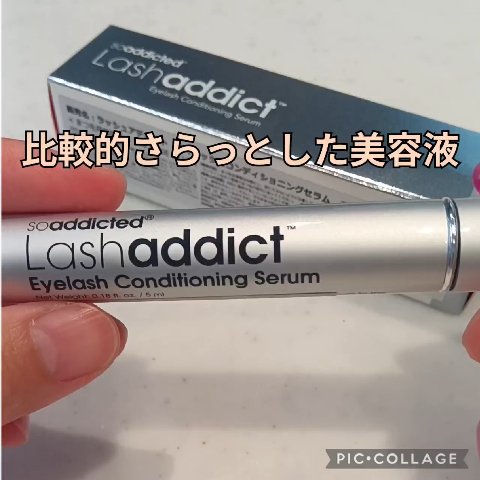 soaddicted®
Lashaddict™
Eyelash Conditioning Serum
比較的さらっとした美容液
soaddicted®
Lashaddict™
Eyelash Conditioning Serum
Net Weight: 0.18 fl. oz. / 5 ml
PIC•COLLAGE